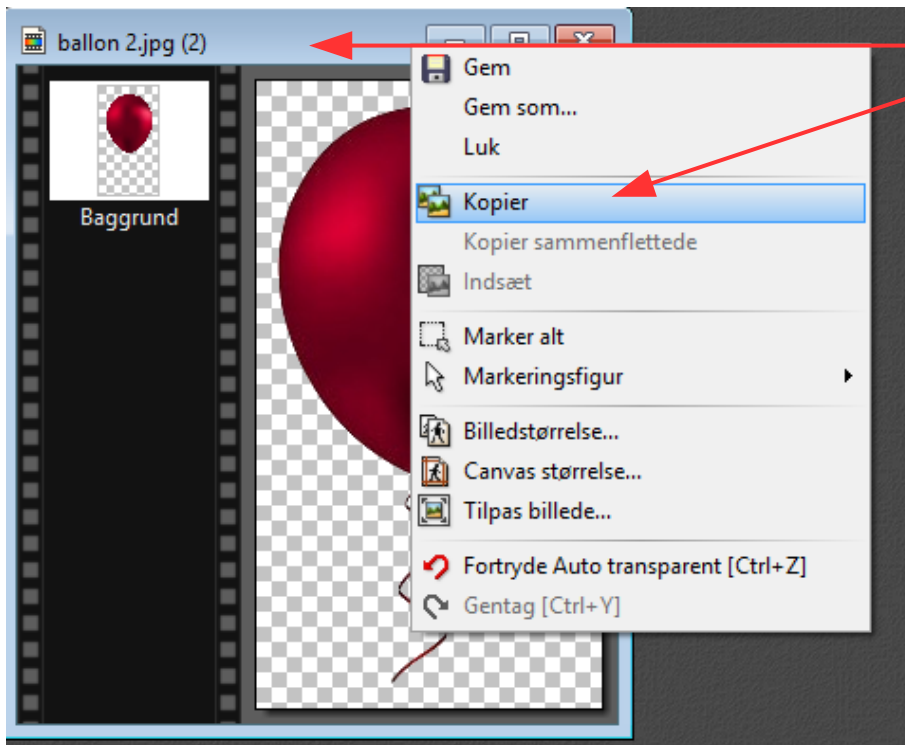 ballon 2.jpg (2)
Baggrund
Gem
Gem som...
Luk
Kopier
Kopier sammenflettede
Indsæt
Marker alt
Markeringsfigur
Billedstørrelse...
Canvas størrelse...
Tilpas billede...
Fortryde Auto transparent [Ctrl+Z]
Gentag [Ctrl+Y]